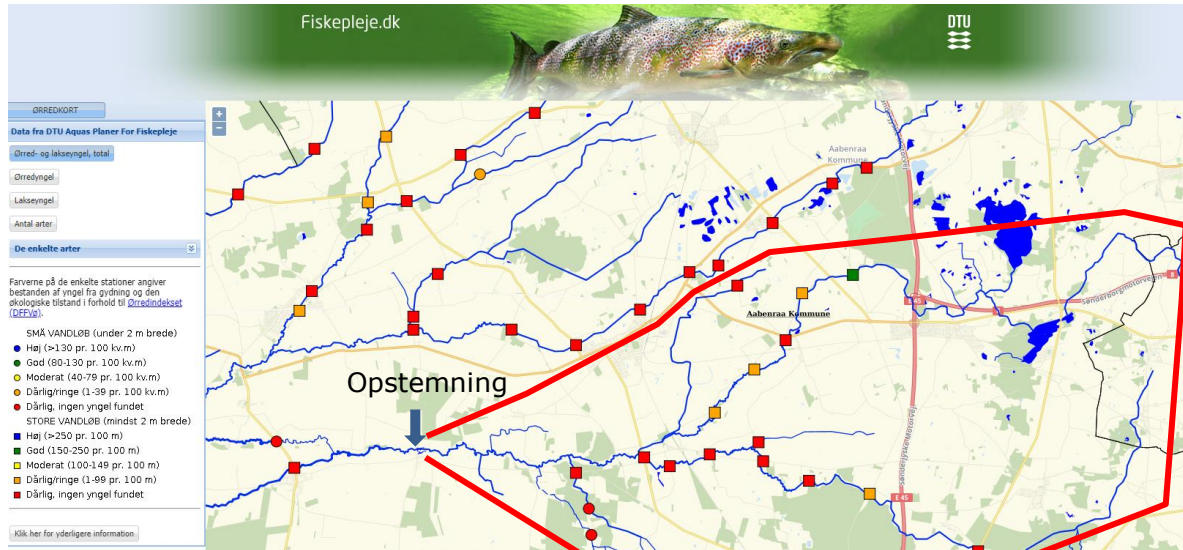 Fiskepleje.dk
DTU
ØRREDKORT
Data fra DTU Aquas Planer For Fiskepleje
Ørred- og lakseyngel, total
Ørredyngel
Lakseyngel
Antal arter
De enkelte arter
Farverne på de enkelte stationer angiver
bestanden af yngel fra gydning og den
økologiske tilstand i forhold til Ørredindekset
(DFFVø).
SMÅ VANDLØB (under 2 m brede)
Høj (>130 pr. 100 kv.m)
God (80-130 pr. 100 kv.m)
Moderat (40-79 pr. 100 kv.m)
Dårlig/ringe (1-39 pr. 100 kv.m)
Dårlig, ingen yngel fundet
STORE VANDLØB (mindst 2 m brede)
Høj (>250 pr. 100 m)
God (150-250 pr. 100 m)
Moderat (100-149 pr. 100 m)
Dårlig/ringe (1-99 pr. 100 m)
Dårlig, ingen yngel fundet
Klik her for yderligere information
+
−
Aabenraa
Kommune
Aabenraa Kommune
Opstemning
E 45
E 45
8
Sønderborgmotorvejen
Sønderjyske Motorvej